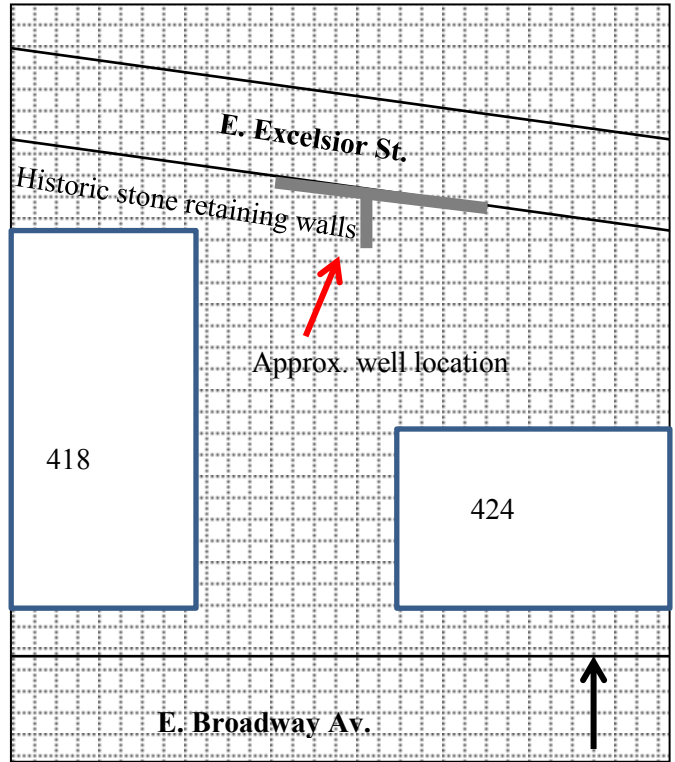 E. Excelsior St.
Historic stone retaining walls
Approx. well location
418
424
E. Broadway Av.